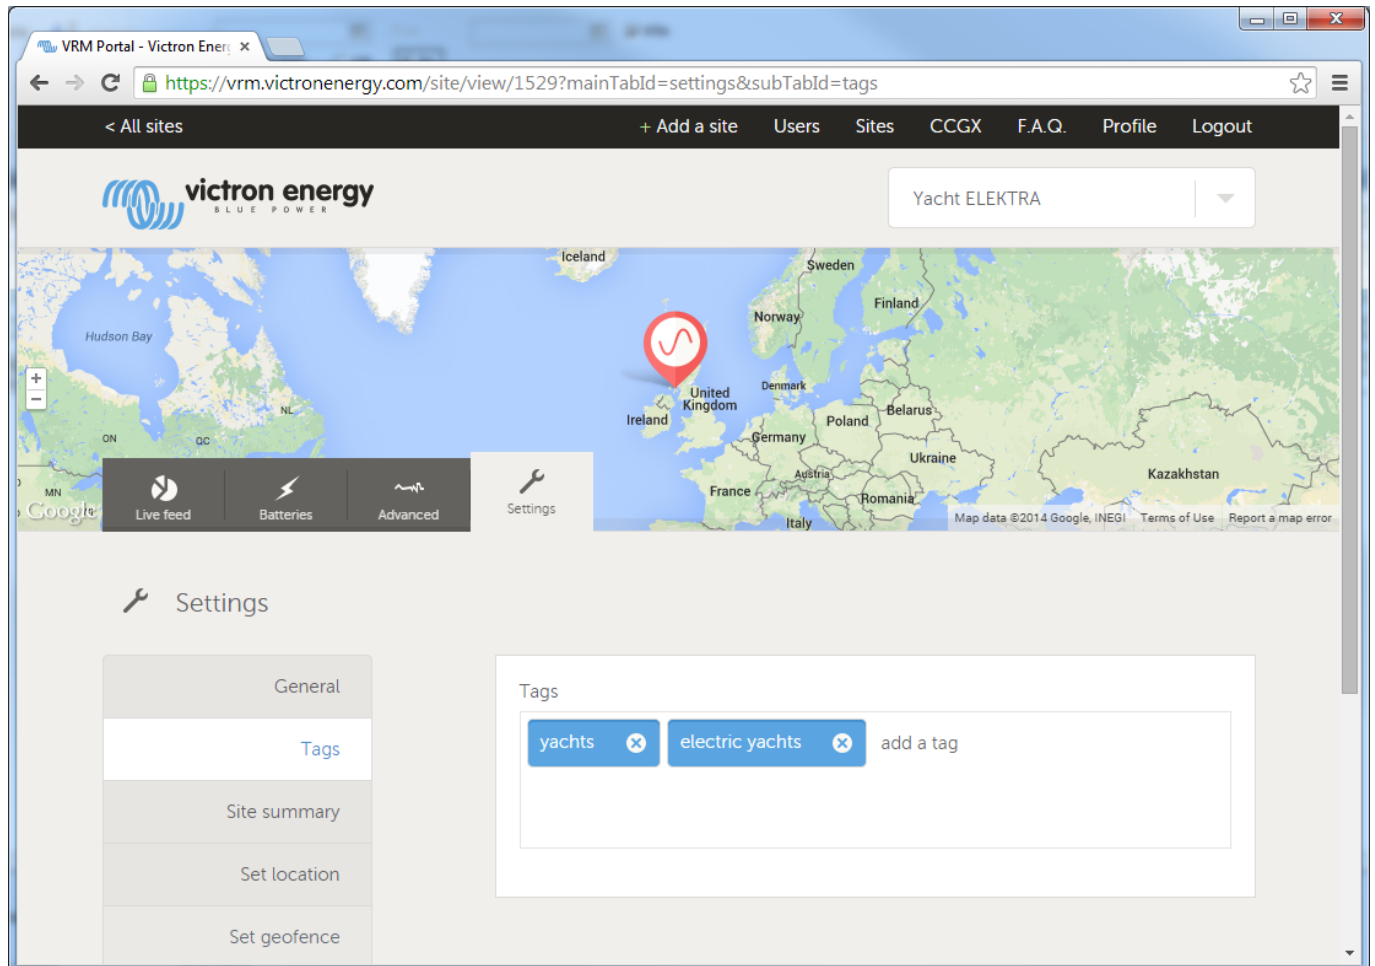 VRM Portal - Victron Energ
https://vrm.victronenergy.com/site/view/1529?mainTabId=settings&subTabId=tags
< All sites
+ Add a site Users Sites CCGX F.A.Q. Profile Logout
victron energy
BLUE POWER
Yacht ELEKTRA
Iceland
Sweden
Finland
Norway
Hudson Bay
+
-
United
Kingdom
Denmark
NL
Ireland
Poland
Belarus
ON
QC
Germany
Ukraine
Austria
Kazakhstan
MN
France
Romania
Google
Italy
Live feed
Batteries
Advanced
Settings
Map data ©2014 Google, INEGI Terms of Use Report a map error
Settings
General
Tags
Site summary
Set location
Set geofence
Tags
yachts
electric yachts
add a tag